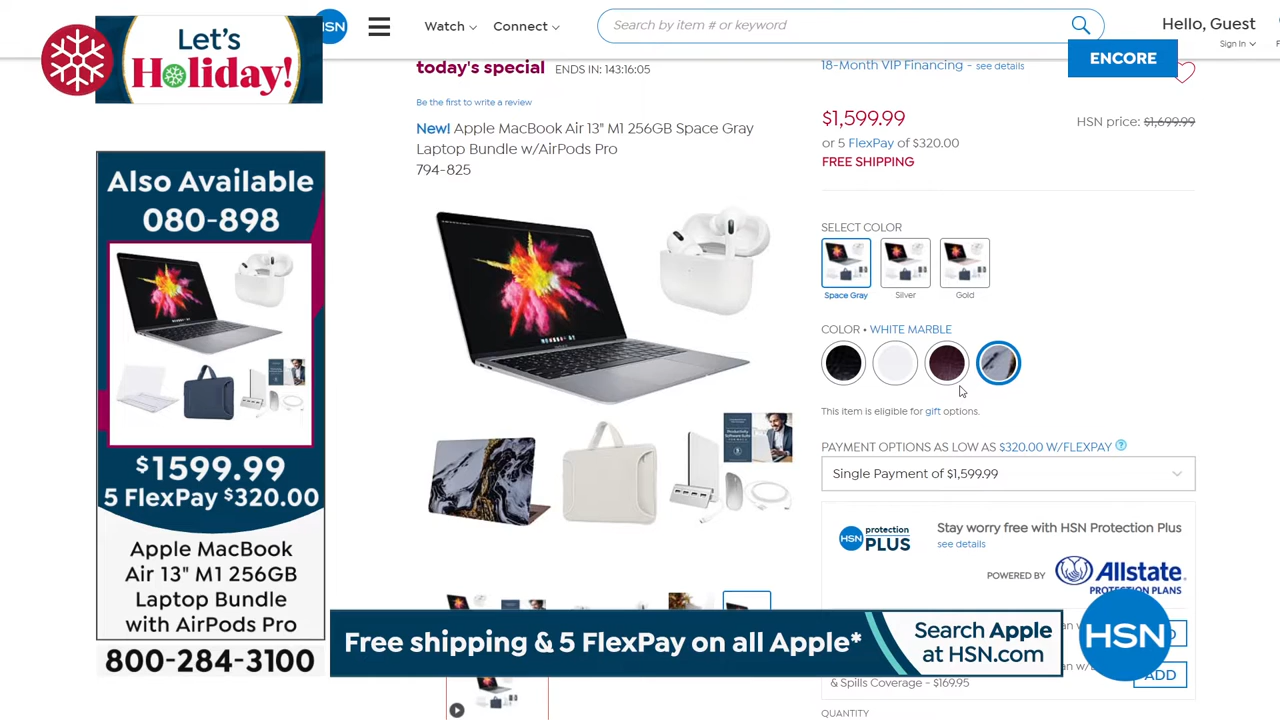 Let's
Holiday!
HSN
Watch
Connect
Search by item # or keyword
Hello, Guest
Sign In
ENCORE
today's special ENDS IN: 143:16:05
18-Month VIP Financing - see details
Be the first to write a review
New! Apple MacBook Air 13" M1 256GB Space Gray
Laptop Bundle w/AirPods Pro
794-825
$1,599.99
HSN price: $1,699.99
or 5 FlexPay of $320.00
FREE SHIPPING
SELECT COLOR
Space Gray
Silver
Gold
COLOR • WHITE MARBLE
This item is eligible for gift options.
PAYMENT OPTIONS AS LOW AS $320.00 W/FLEXPAY ?
Single Payment of $1,599.99
HSN protection PLUS
Stay worry free with HSN Protection Plus
see details
POWERED BY
Allstate
PROTECTION PLANS
& Spills Coverage - $169.95
ADD
QUANTITY
Also Available
080-898
$1599.99
5 FlexPay $320.00
Apple MacBook
Air 13" M1 256GB
Laptop Bundle
with AirPods Pro
800-284-3100
Free shipping & 5 FlexPay on all Apple*
Search Apple
at HSN.com
HSN